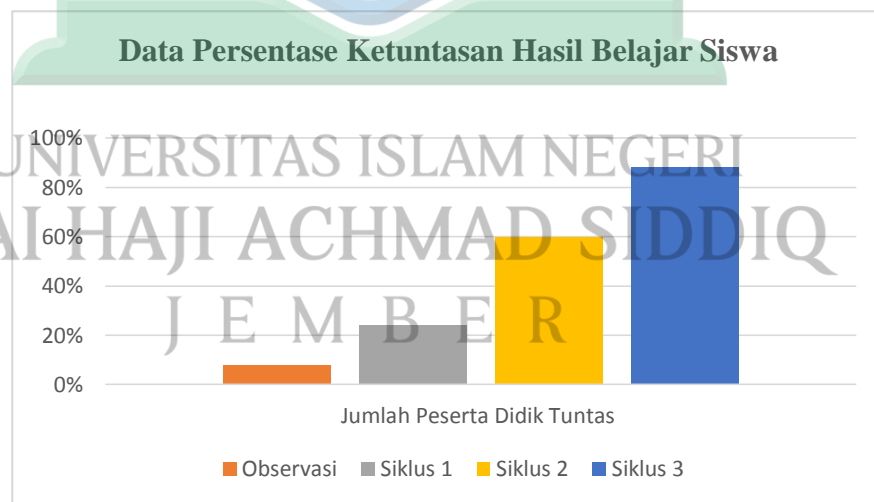 Data Persentase Ketuntasan Hasil Belajar Siswa
100%
UNIVERSITAS ISLAM NEGERI
80%
AI HAJI ACHMAD SIDDIQ
60%
40%
J E M B E R
20%
0%
Jumlah Peserta Didik Tuntas
Observasi Siklus 1 Siklus 2 Siklus 3